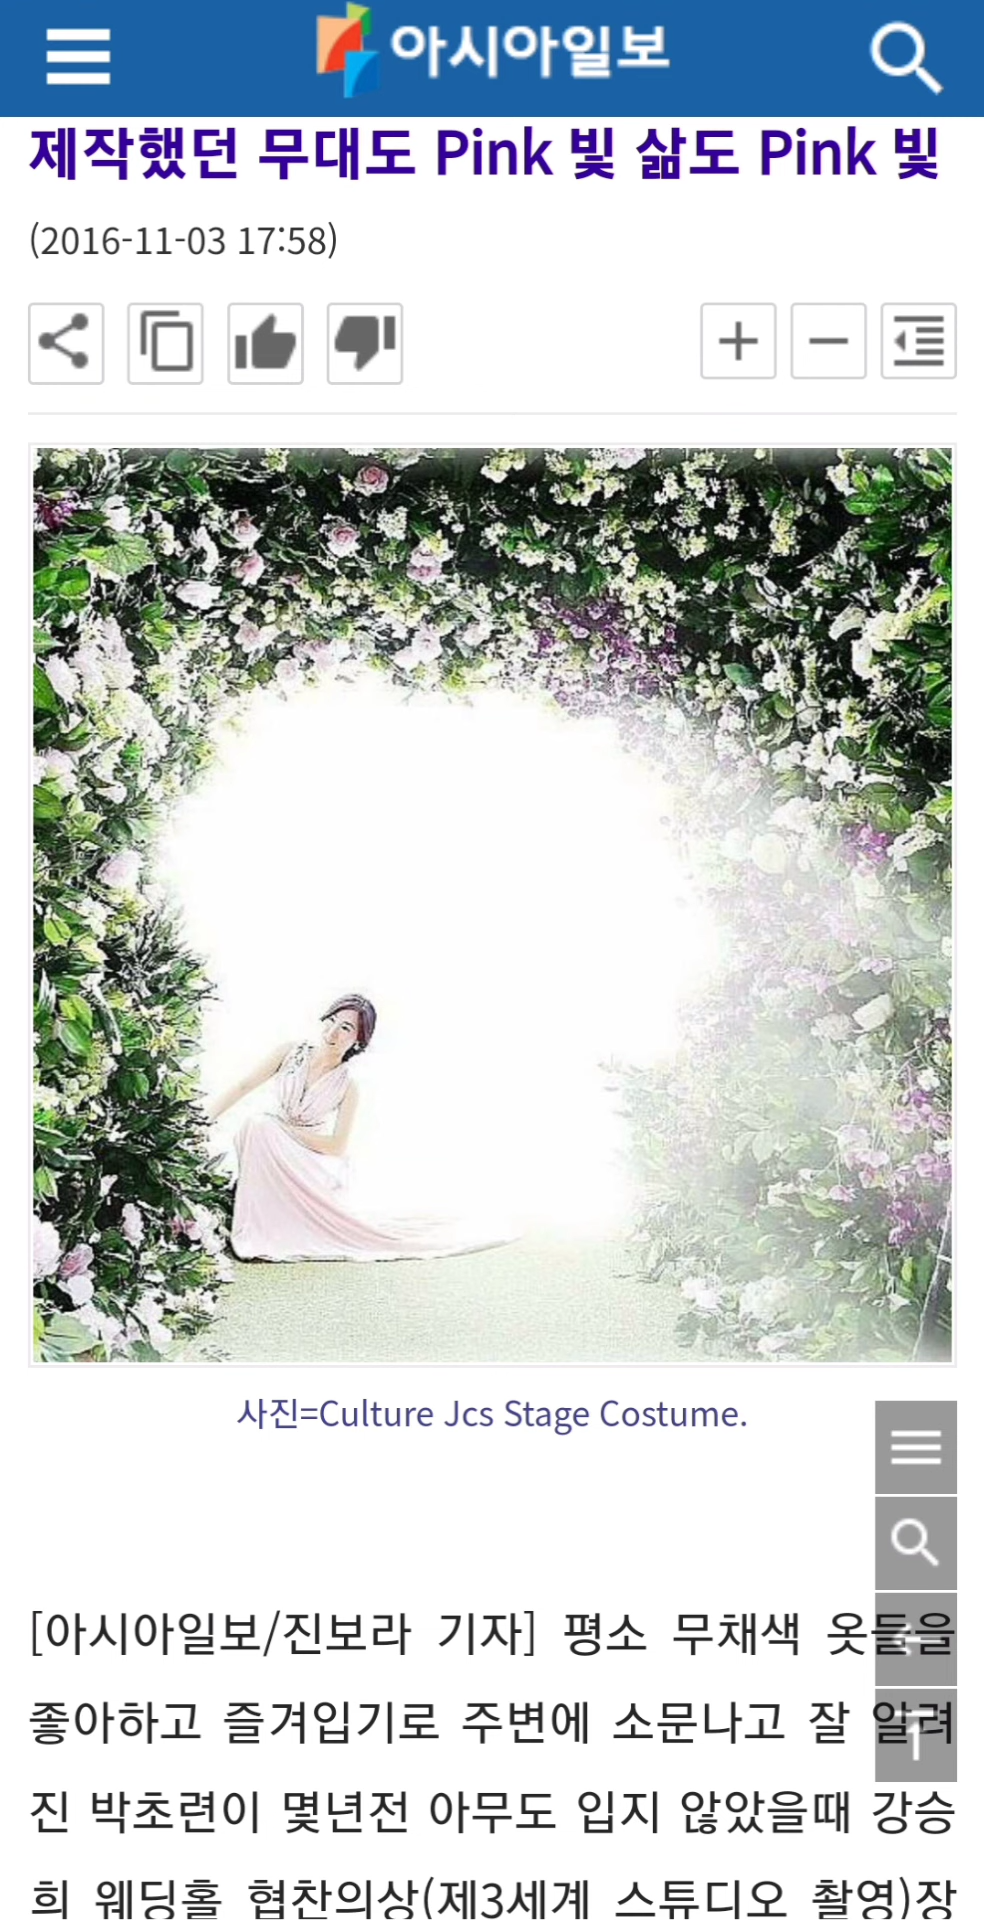 아시아일보
제작했던 무대도 Pink 빛 삶도 Pink 빛
(2016-11-03 17:58)
사진=Culture Jcs Stage Costume.
[아시아일보/진보라 기자] 평소 무채색 옷들을
좋아하고 즐겨입기로 주변에 소문나고 잘 알려
진 박초련이 몇년전 아무도 입지 않았을때 강승
희 웨딩홀 협찬의상(제3세계 스튜디오 촬영)장